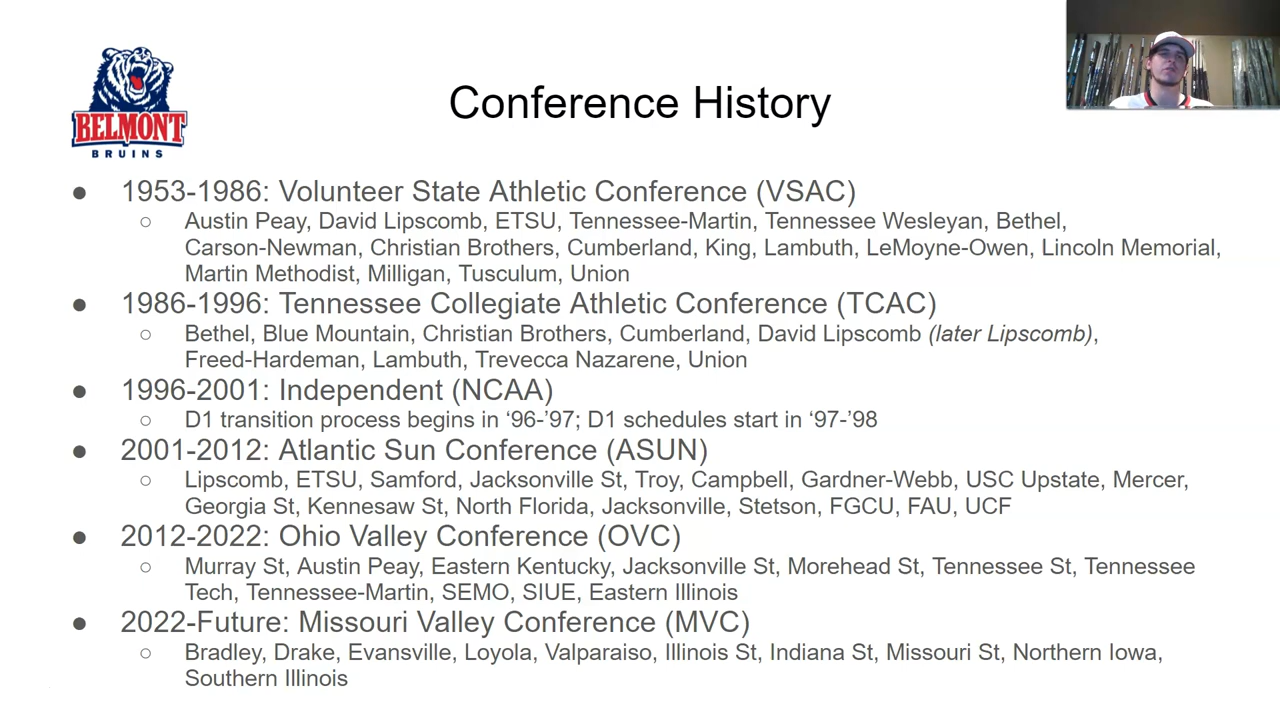 BELMONT
BRUINS
Conference History
● 1953-1986: Volunteer State Athletic Conference (VSAC)
○ Austin Peay, David Lipscomb, ETSU, Tennessee-Martin, Tennessee Wesleyan, Bethel,
Carson-Newman, Christian Brothers, Cumberland, King, Lambuth, LeMoyne-Owen, Lincoln Memorial,
Martin Methodist, Milligan, Tusculum, Union
● 1986-1996: Tennessee Collegiate Athletic Conference (TCAC)
○ Bethel, Blue Mountain, Christian Brothers, Cumberland, David Lipscomb (later Lipscomb),
Freed-Hardeman, Lambuth, Trevecca Nazarene, Union
● 1996-2001: Independent (NCAA)
○ D1 transition process begins in ‘96-’97; D1 schedules start in ‘97-’98
● 2001-2012: Atlantic Sun Conference (ASUN)
○ Lipscomb, ETSU, Samford, Jacksonville St, Troy, Campbell, Gardner-Webb, USC Upstate, Mercer,
Georgia St, Kennesaw St, North Florida, Jacksonville, Stetson, FGCU, FAU, UCF
● 2012-2022: Ohio Valley Conference (OVC)
○ Murray St, Austin Peay, Eastern Kentucky, Jacksonville St, Morehead St, Tennessee St, Tennessee
Tech, Tennessee-Martin, SEMO, SIUE, Eastern Illinois
● 2022-Future: Missouri Valley Conference (MVC)
○ Bradley, Drake, Evansville, Loyola, Valparaiso, Illinois St, Indiana St, Missouri St, Northern Iowa,
Southern Illinois